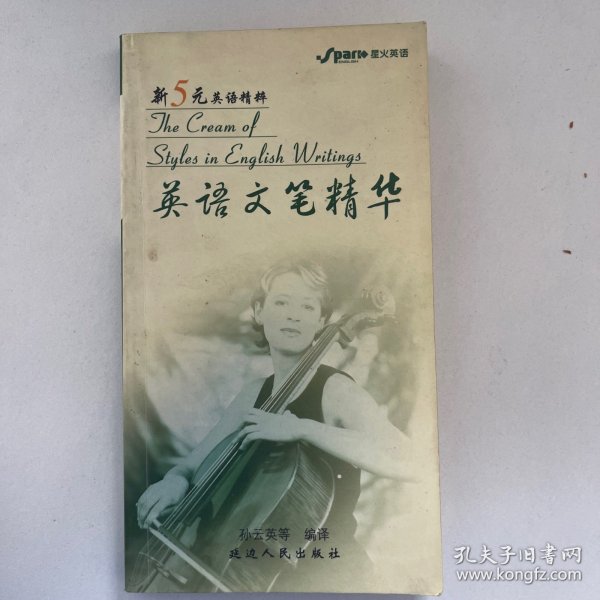 Spark 星火英语
ENGLISH
新5元英语精粹
The Cream of
Styles in English Writings
英语文笔精华
孙云英等 编译
延边人民出版社
孔夫子旧书网
www.kongfz.com